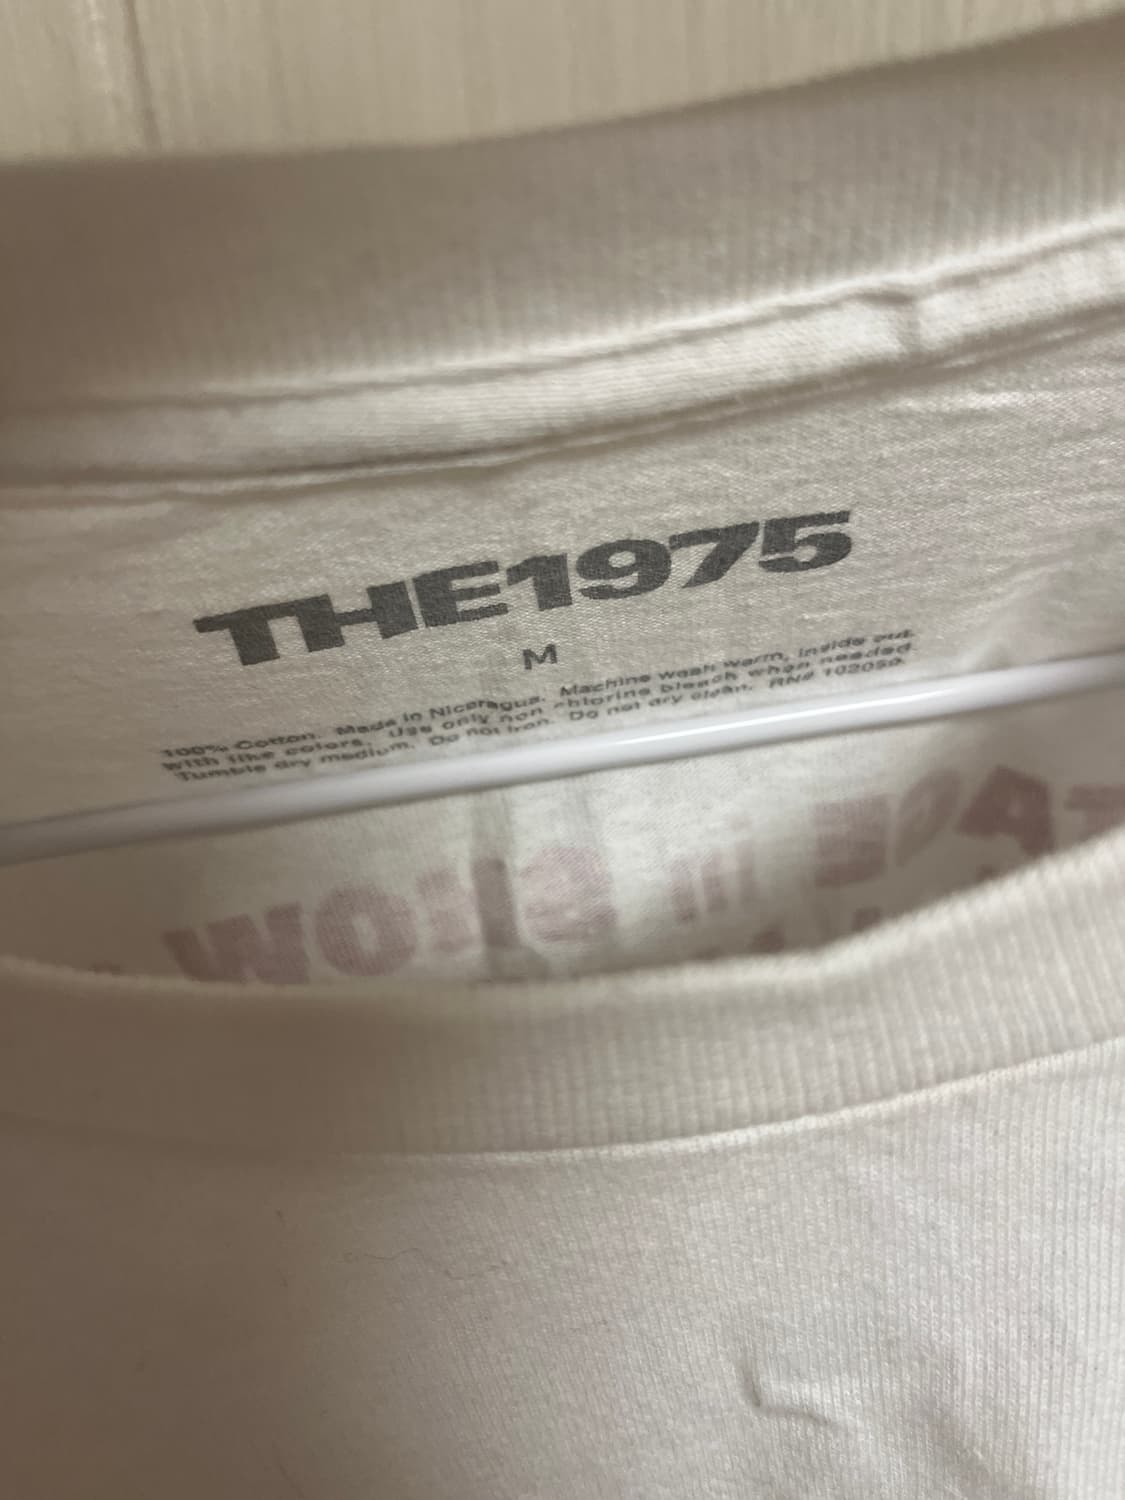 THE1975
M
100% Cotton. Made in Nicaragua. Machine wash warm, inside out.
with like colors. Use only non chlorine bleach when needed.
Tumble dry medium. Do not iron. Do not dry clean. RN# 102050